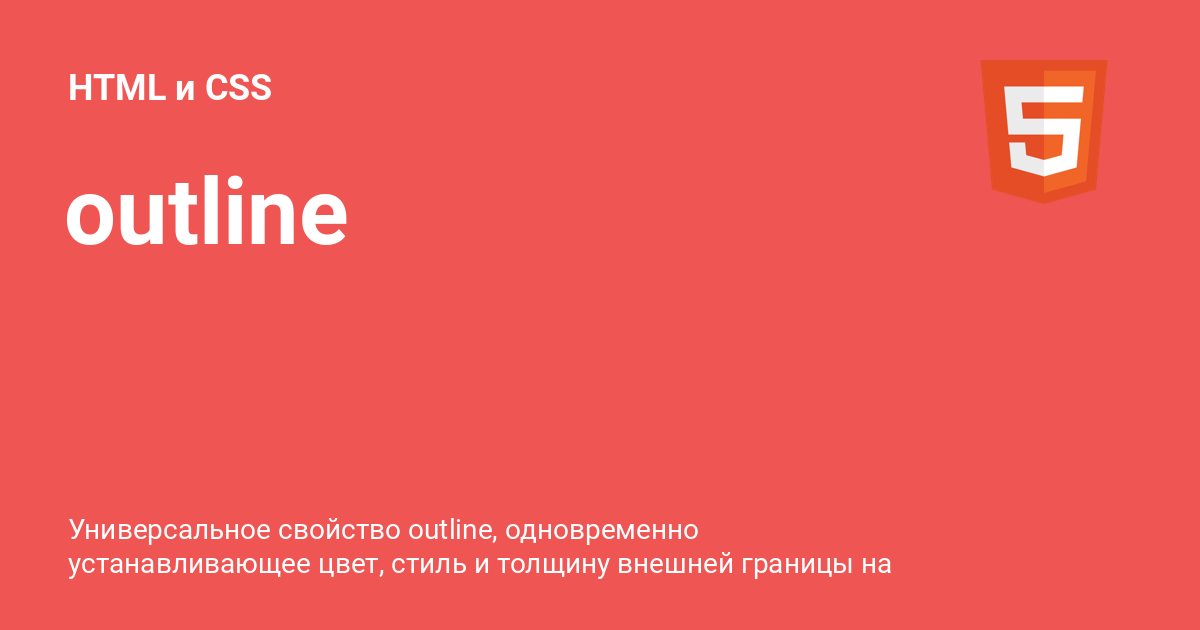 HTML и CSS
outline
Универсальное свойство outline, одновременно
устанавливающее цвет, стиль и толщину внешней границы на